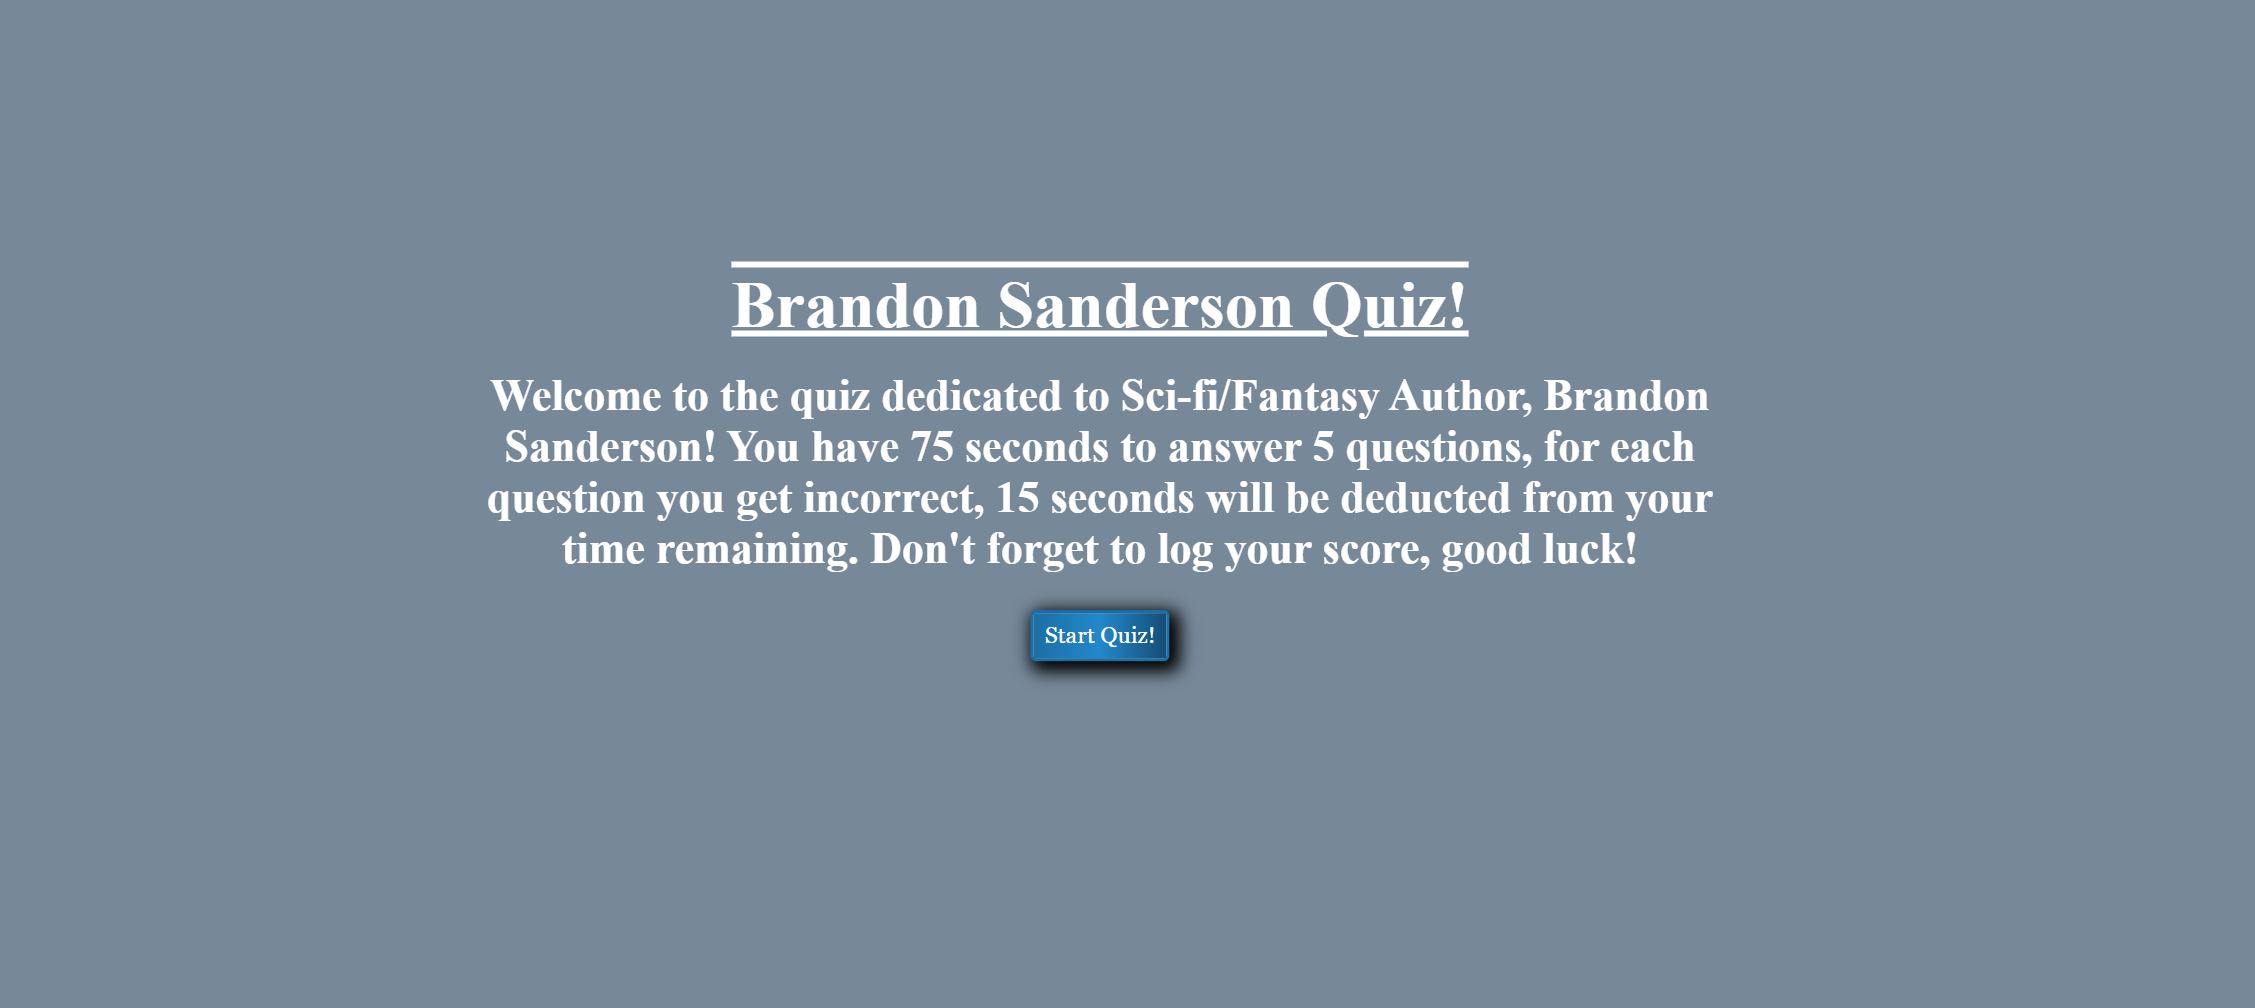 Brandon Sanderson Quiz!
Welcome to the quiz dedicated to Sci-fi/Fantasy Author, Brandon
Sanderson! You have 75 seconds to answer 5 questions, for each
question you get incorrect, 15 seconds will be deducted from your
time remaining. Don't forget to log your score, good luck!
Start Quiz!